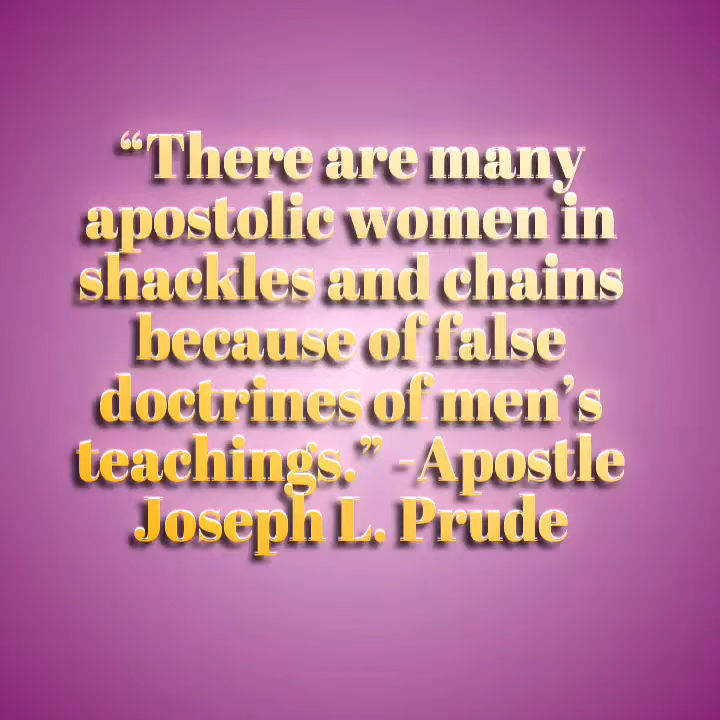 “There are many
apostolic women in
shackles and chains
because of false
doctrines of men’s
teachings.” -Apostle
Joseph L. Prude